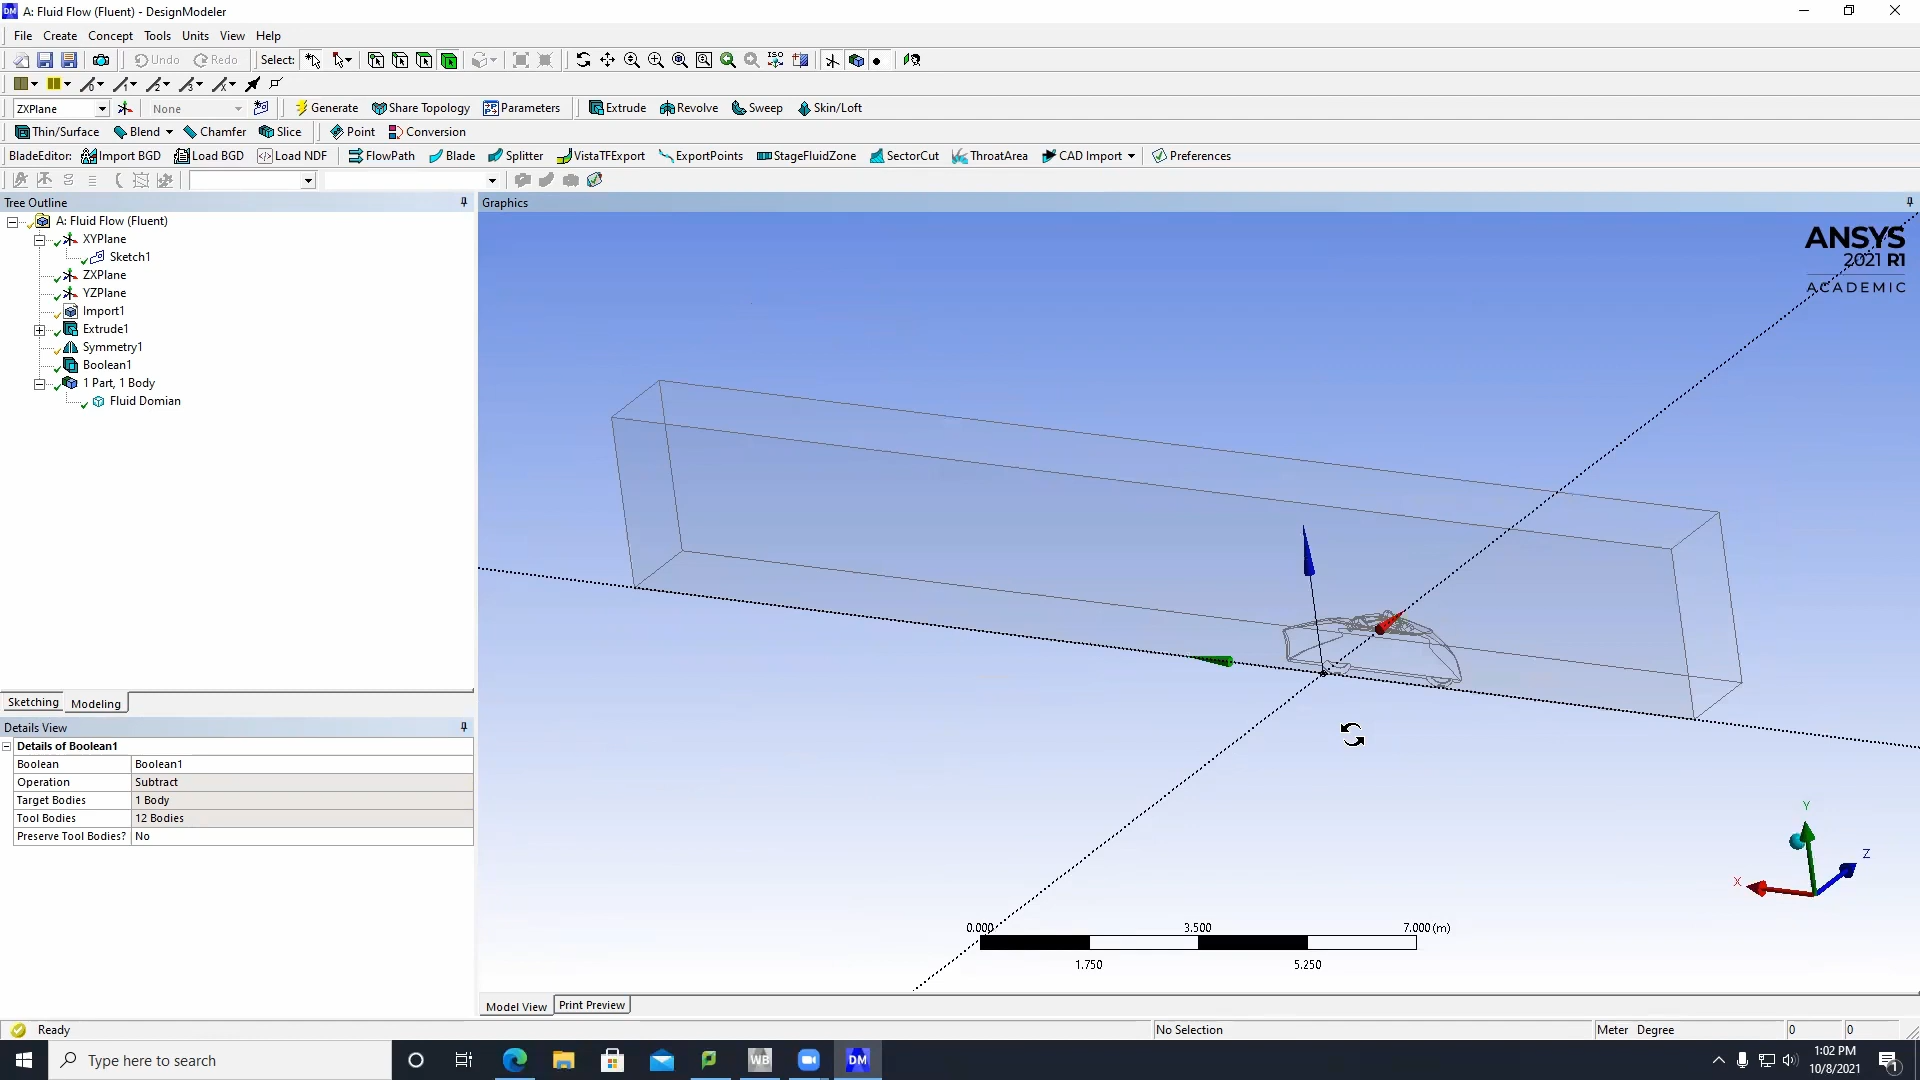 DM A: Fluid Flow (Fluent) - DesignModeler
File Create Concept Tools Units View Help
Undo Redo Select: ISO
ZXPlane None Generate Share Topology Parameters Extrude Revolve Sweep Skin/Loft
Thin/Surface Blend Chamfer Slice Point Conversion
BladeEditor: Import BGD Load BGD Load NDF FlowPath Blade Splitter VistaTFExport ExportPoints StageFluidZone SectorCut ThroatArea CAD Import Preferences
Tree Outline
A: Fluid Flow (Fluent)
XYPlane
Sketch1
ZXPlane
YZPlane
Import1
Extrude1
Symmetry1
Boolean1
1 Part, 1 Body
Fluid Domian
Sketching Modeling
Details View
Details of Boolean1
Boolean Boolean1
Operation Subtract
Target Bodies 1 Body
Tool Bodies 12 Bodies
Preserve Tool Bodies? No
Graphics
ANSYS
2021 R1
ACADEMIC
Y
Z
X
0.000 3.500 7.000 (m)
1.750 5.250
Model View Print Preview
Ready No Selection Meter Degree 0 0
Type here to search WB DM
1:02 PM
10/8/2021
1